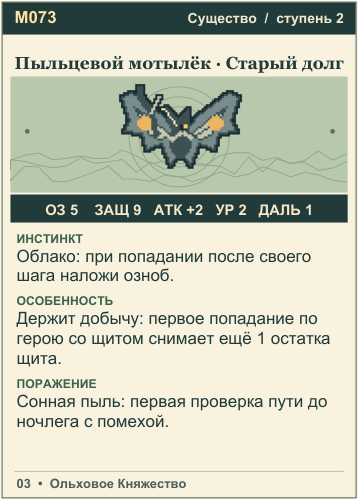 M073
Существо / ступень 2
Пыльцевой мотылёк · Старый долг
ОЗ 5 ЗАЩ 9 АТК +2 УР 2 ДАЛЬ 1
ИНСТИНКТ
Облако: при попадании после своего
шага наложи озноб.
ОСОБЕННОСТЬ
Держит добычу: первое попадание по
герою со щитом снимает ещё 1 остатка
щита.
ПОРАЖЕНИЕ
Сонная пыль: первая проверка пути до
ночлега с помехой.
03 • Ольховое Княжество